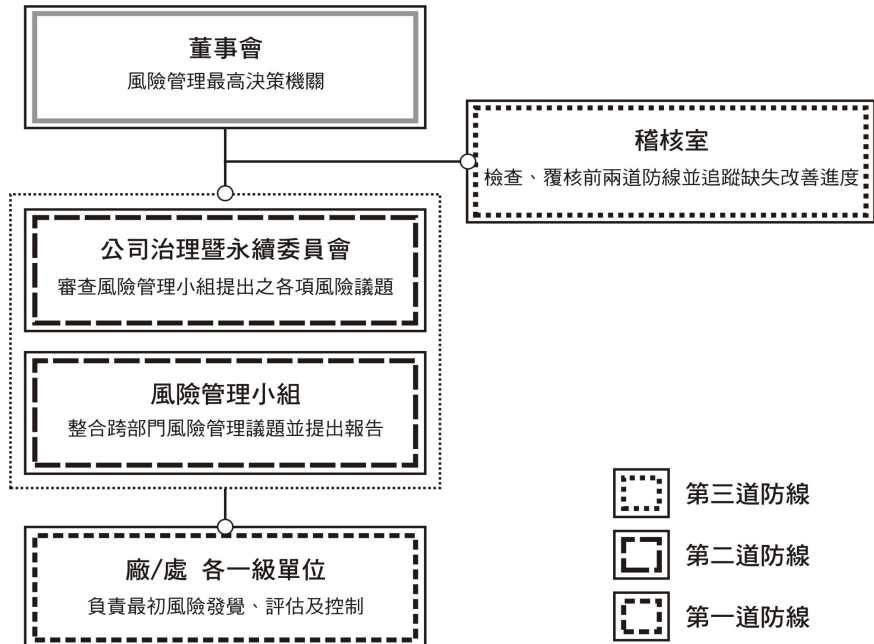 董事會
風險管理最高決策機關
稽核室
檢查、覆核前兩道防線並追蹤缺失改善進度
公司治理暨永續委員會
審查風險管理小組提出之各項風險議題
風險管理小組
整合跨部門風險管理議題並提出報告
廠/處 各一級單位
負責最初風險發覺、評估及控制
第三道防線
第二道防線
第一道防線